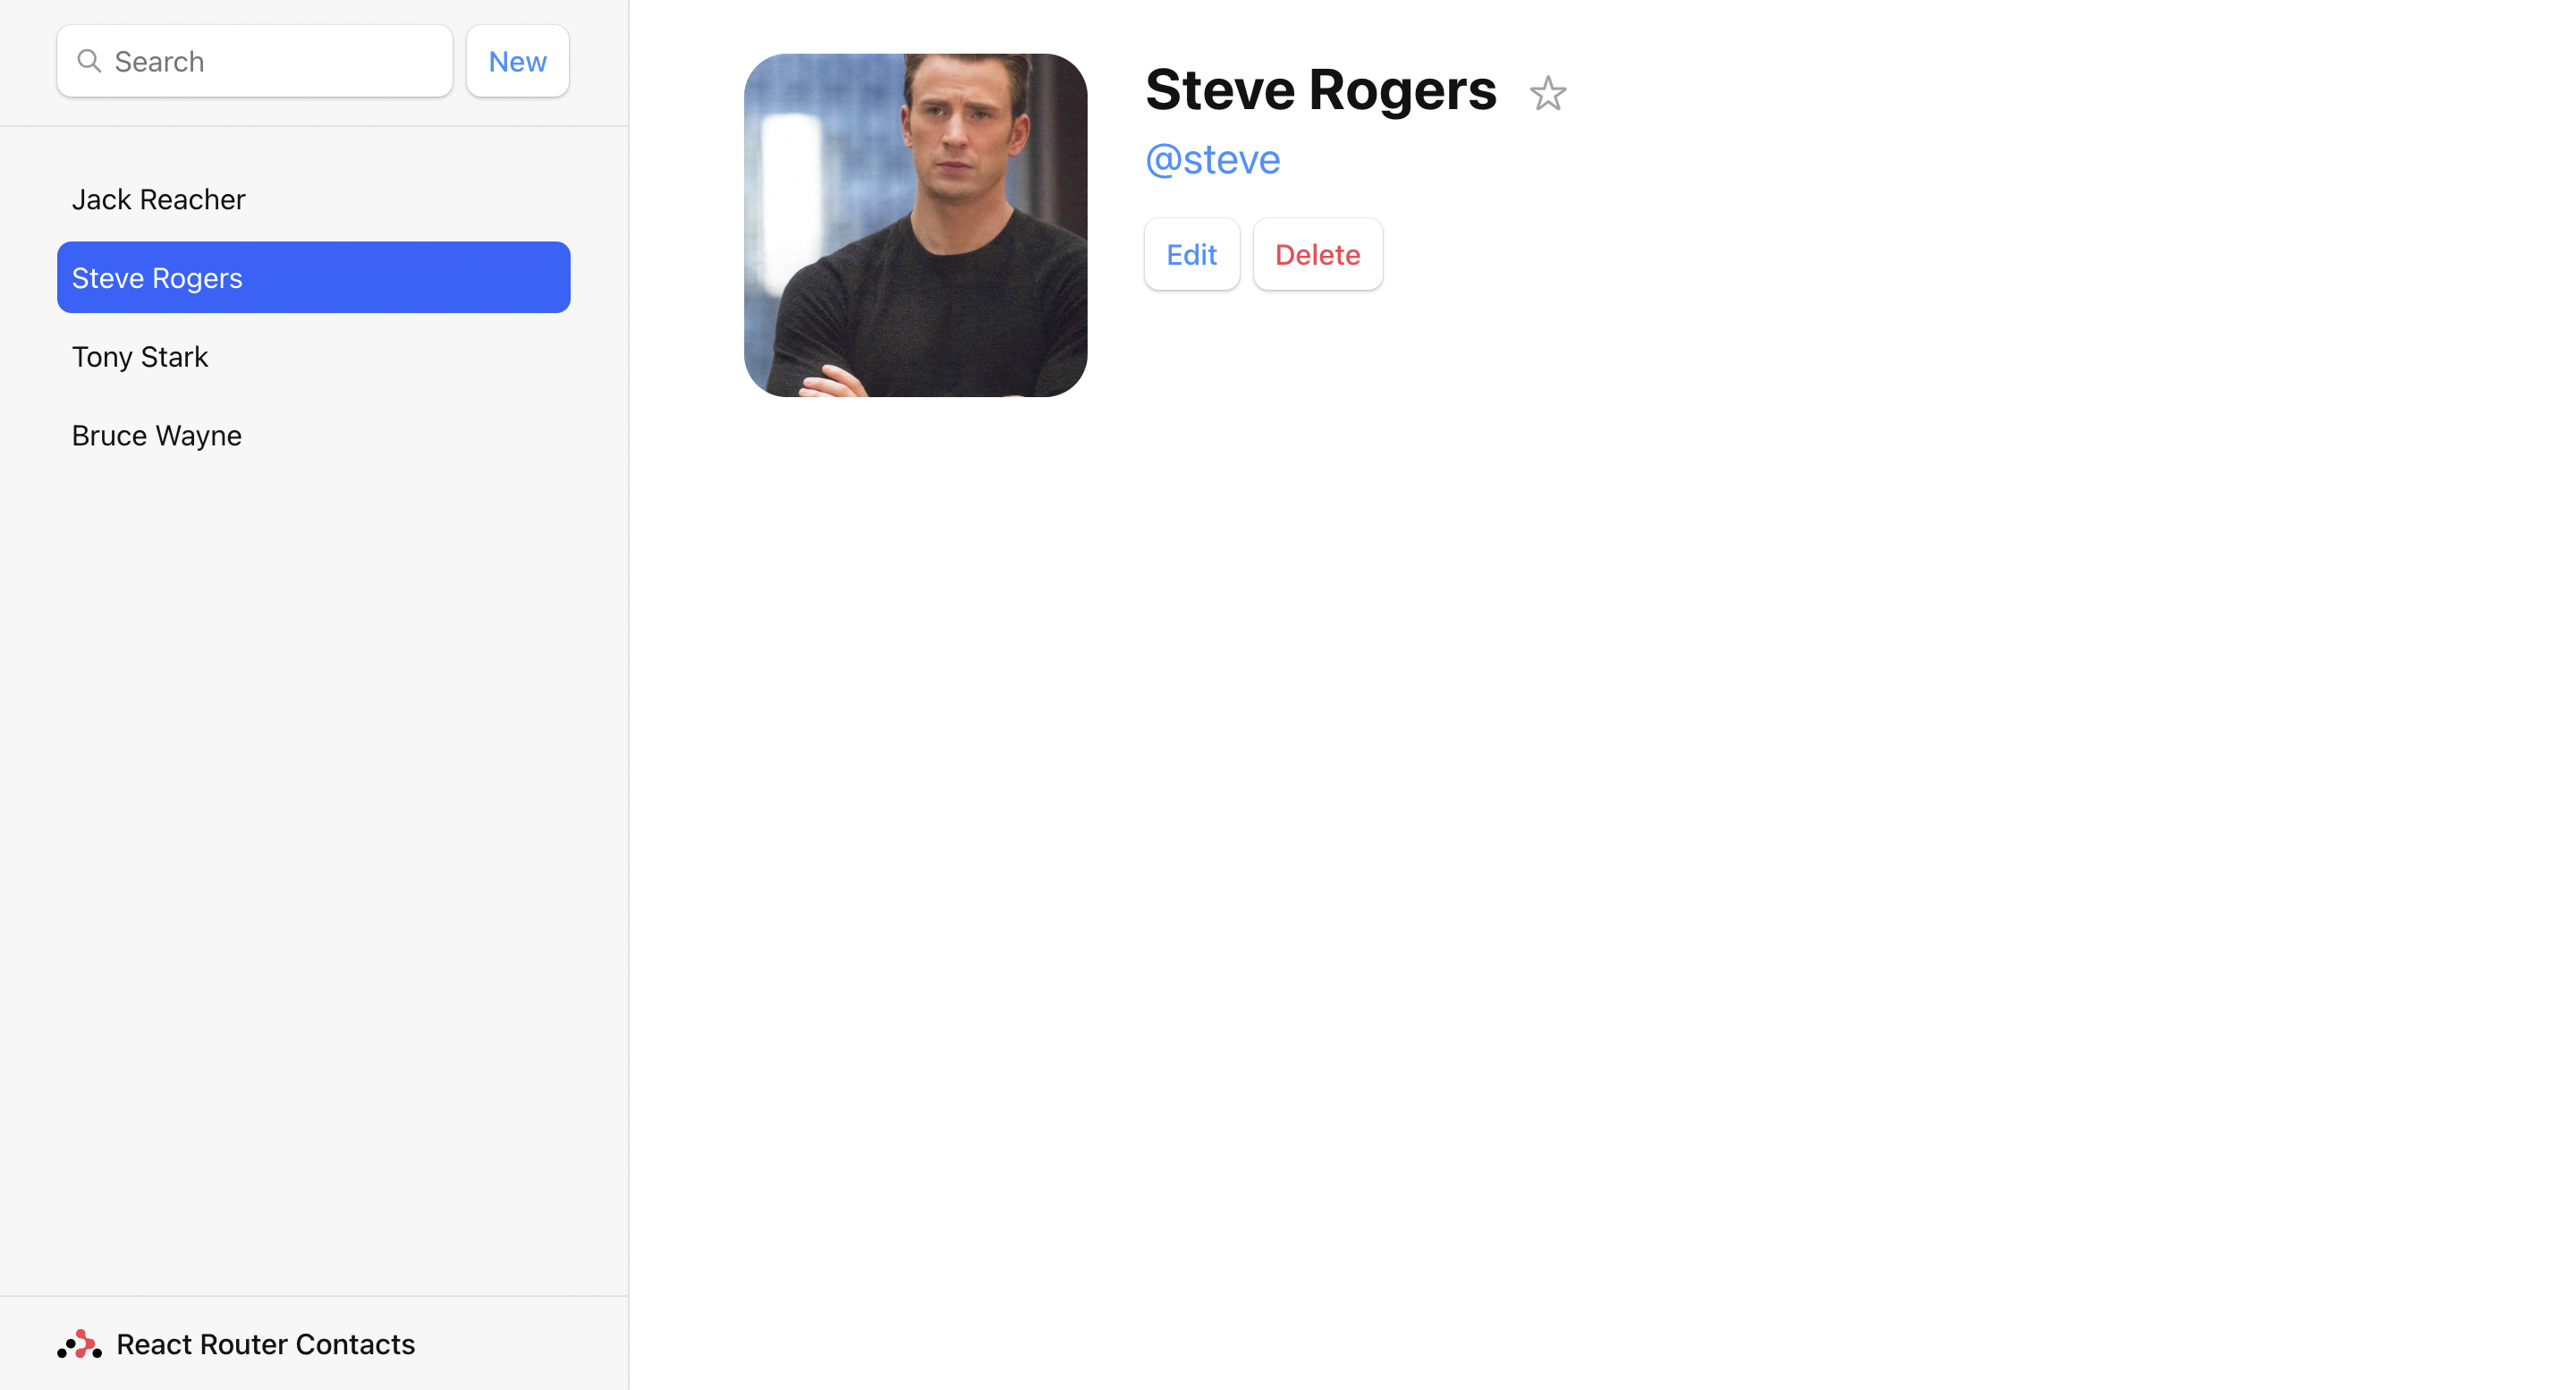 Search
New
Jack Reacher
Steve Rogers
Tony Stark
Bruce Wayne
React Router Contacts
Steve Rogers
@steve
Edit
Delete